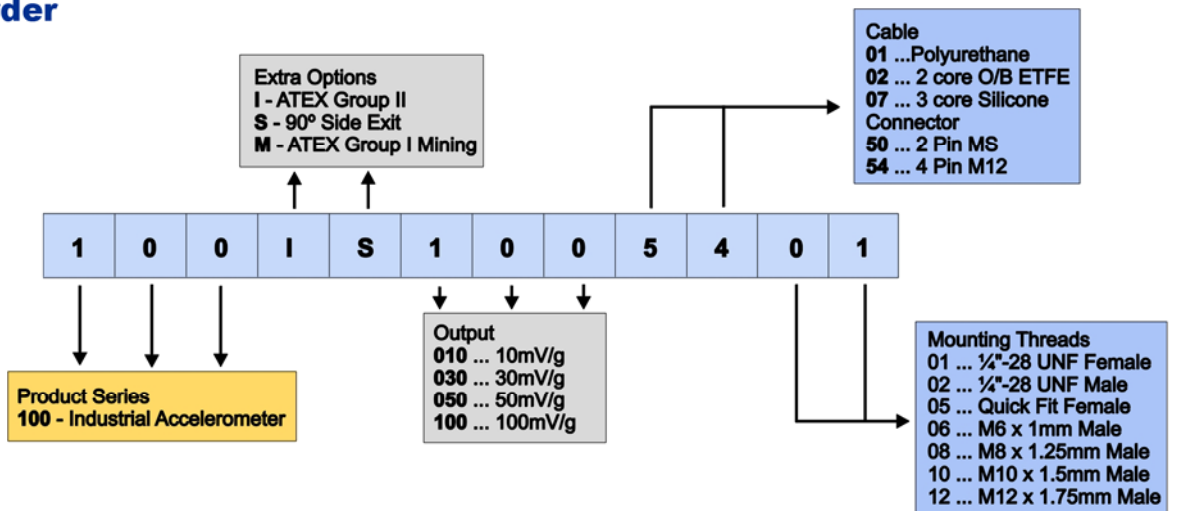 der
Extra Options
I - ATEX Group II
S - 90º Side Exit
M - ATEX Group I Mining
Cable
01 ...Polyurethane
02 ... 2 core O/B ETFE
07 ... 3 core Silicone
Connector
50 ... 2 Pin MS
54 ... 4 Pin M12
1 0 0 I S 1 0 0 5 4 0 1
Product Series
100 - Industrial Accelerometer
Output
010 ... 10mV/g
030 ... 30mV/g
050 ... 50mV/g
100 ... 100mV/g
Mounting Threads
01 ... ¼"-28 UNF Female
02 ... ¼"-28 UNF Male
05 ... Quick Fit Female
06 ... M6 x 1mm Male
08 ... M8 x 1.25mm Male
10 ... M10 x 1.5mm Male
12 ... M12 x 1.75mm Male